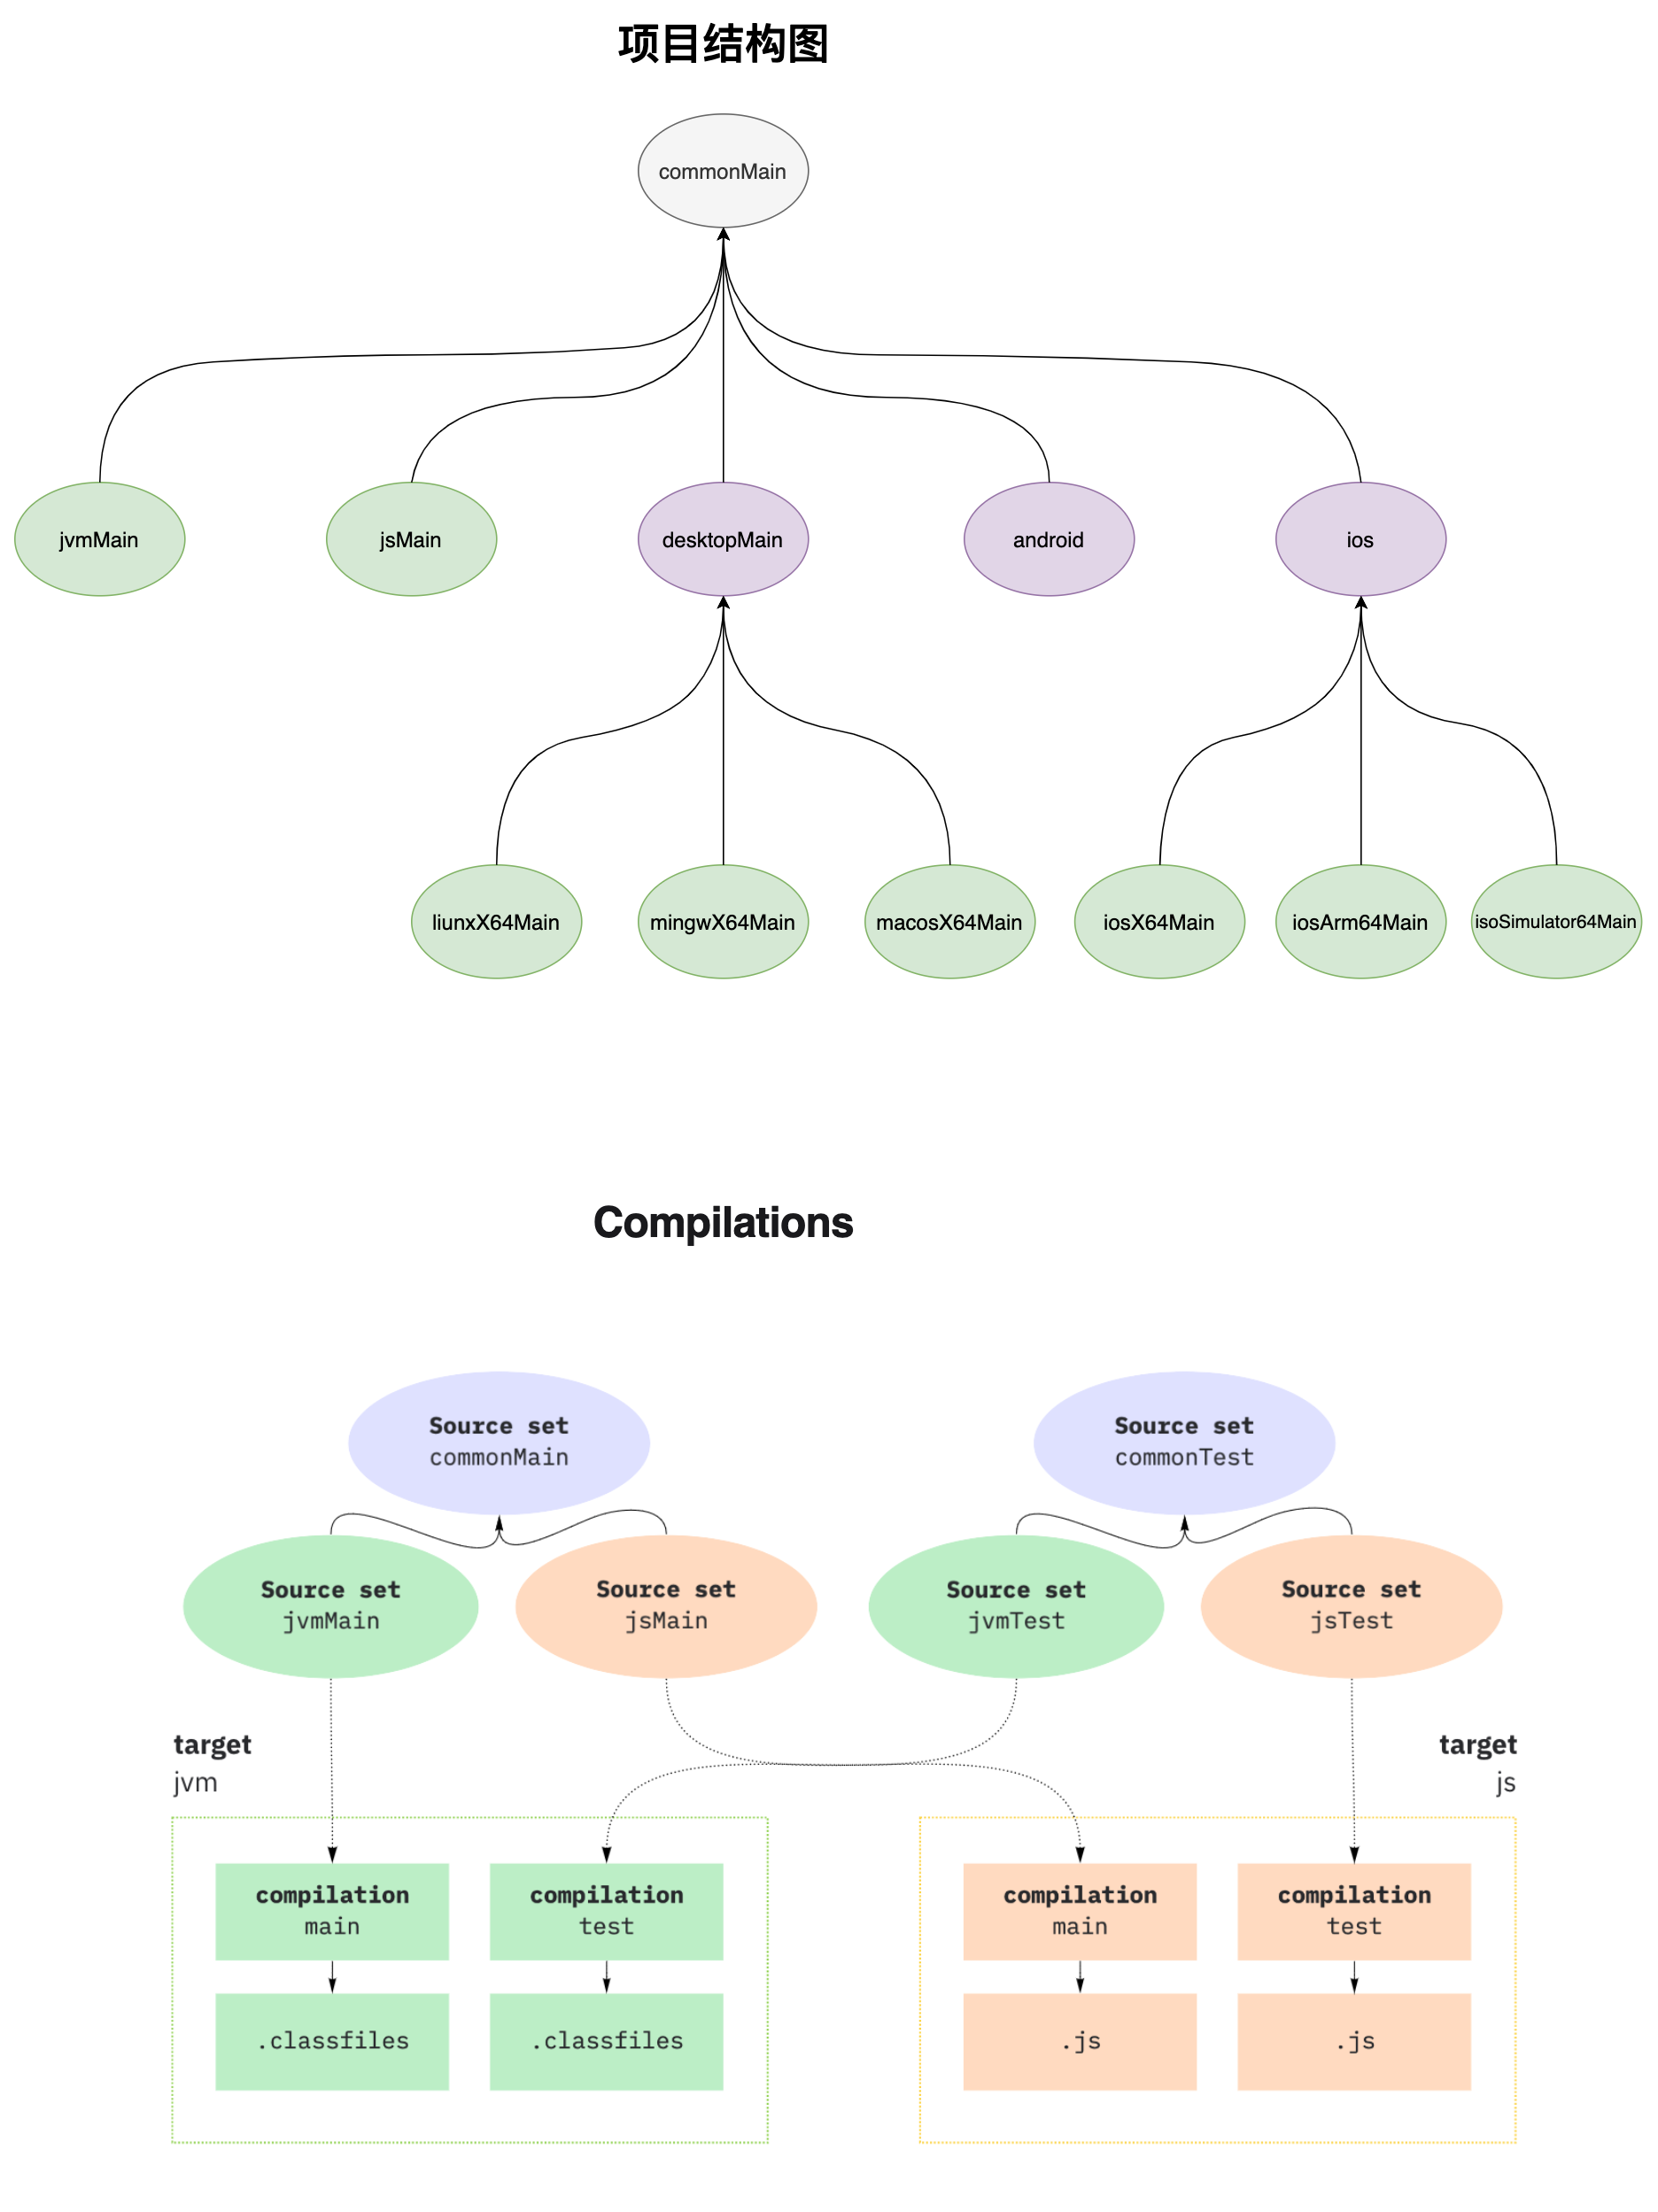 项目结构图
commonMain
jvmMain
jsMain
desktopMain
android
ios
liunxX64Main
mingwX64Main
macosX64Main
iosX64Main
iosArm64Main
isoSimulator64Main
Compilations
Source set
commonMain
Source set
commonTest
Source set
jvmMain
Source set
jsMain
Source set
jvmTest
Source set
jsTest
target
jvm
target
js
compilation
main
compilation
test
compilation
main
compilation
test
.classfiles
.classfiles
.js
.js